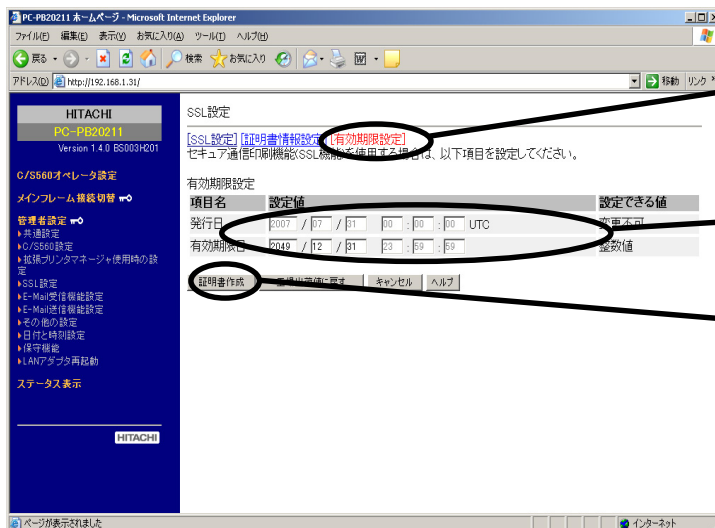 PC-PB20211 ホームページ - Microsoft Internet Explorer
ファイル(F) 編集(E) 表示(V) お気に入り(A) ツール(T) ヘルプ(H)
戻る 検索 お気に入り
アドレス(D) http://192.168.1.31/ 移動 リンク
HITACHI
PC-PB20211
Version 1.4.0 BS003H201
C/S560オペレータ設定
メインフレーム接続切替
管理者設定
共通設定
C/S560設定
拡張プリンタマネージャ使用時の設定
SSL設定
E-Mail受信機能設定
E-Mail送信機能設定
その他の設定
日付と時刻設定
保守機能
LANアダプタ再起動
ステータス表示
HITACHI
SSL設定
[SSL設定] [証明書情報設定] [有効期限設定]
セキュア通信印刷機能(SSL機能)を使用する場合は、以下項目を設定してください。
有効期限設定
項目名 設定値 設定できる値
発行日 2007 / 07 / 31 00 : 00 : 00 UTC 変更不可
有効期限日 2049 / 12 / 31 23 : 59 : 59 整数値
証明書作成 工場出荷値に戻す キャンセル ヘルプ
ページが表示されました インターネット